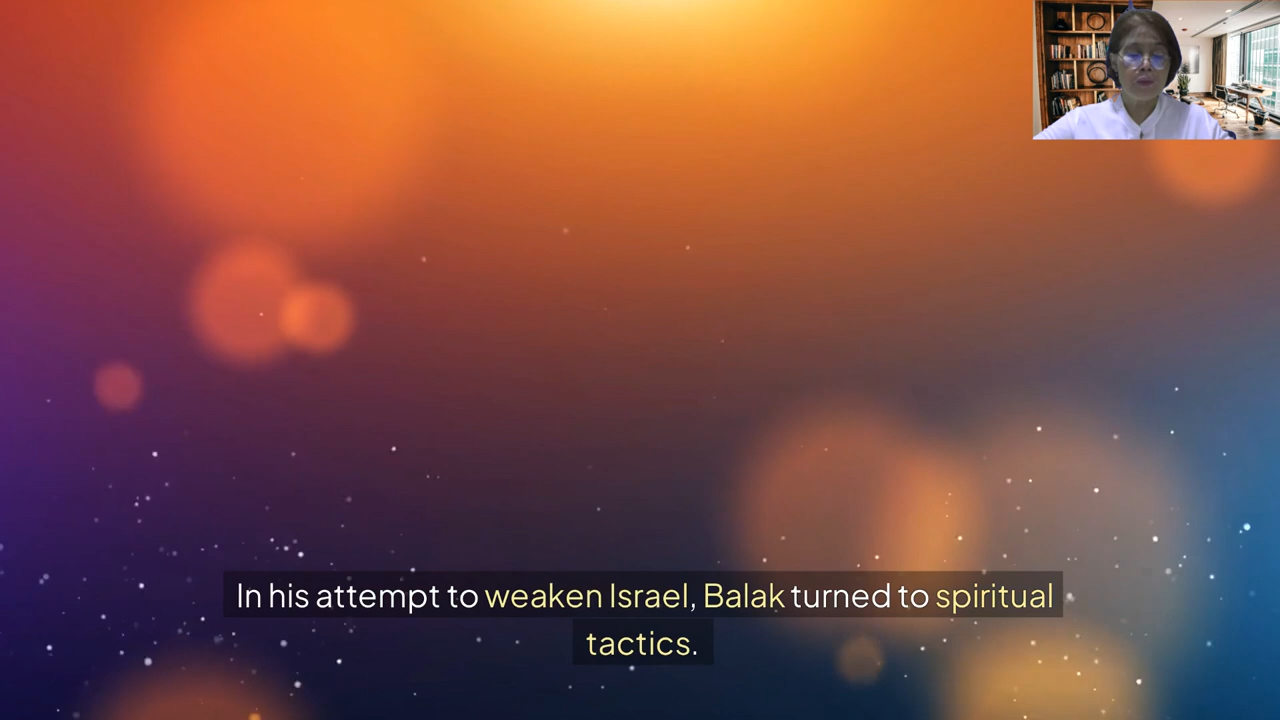 In his attempt to weaken Israel, Balak turned to spiritual
tactics.